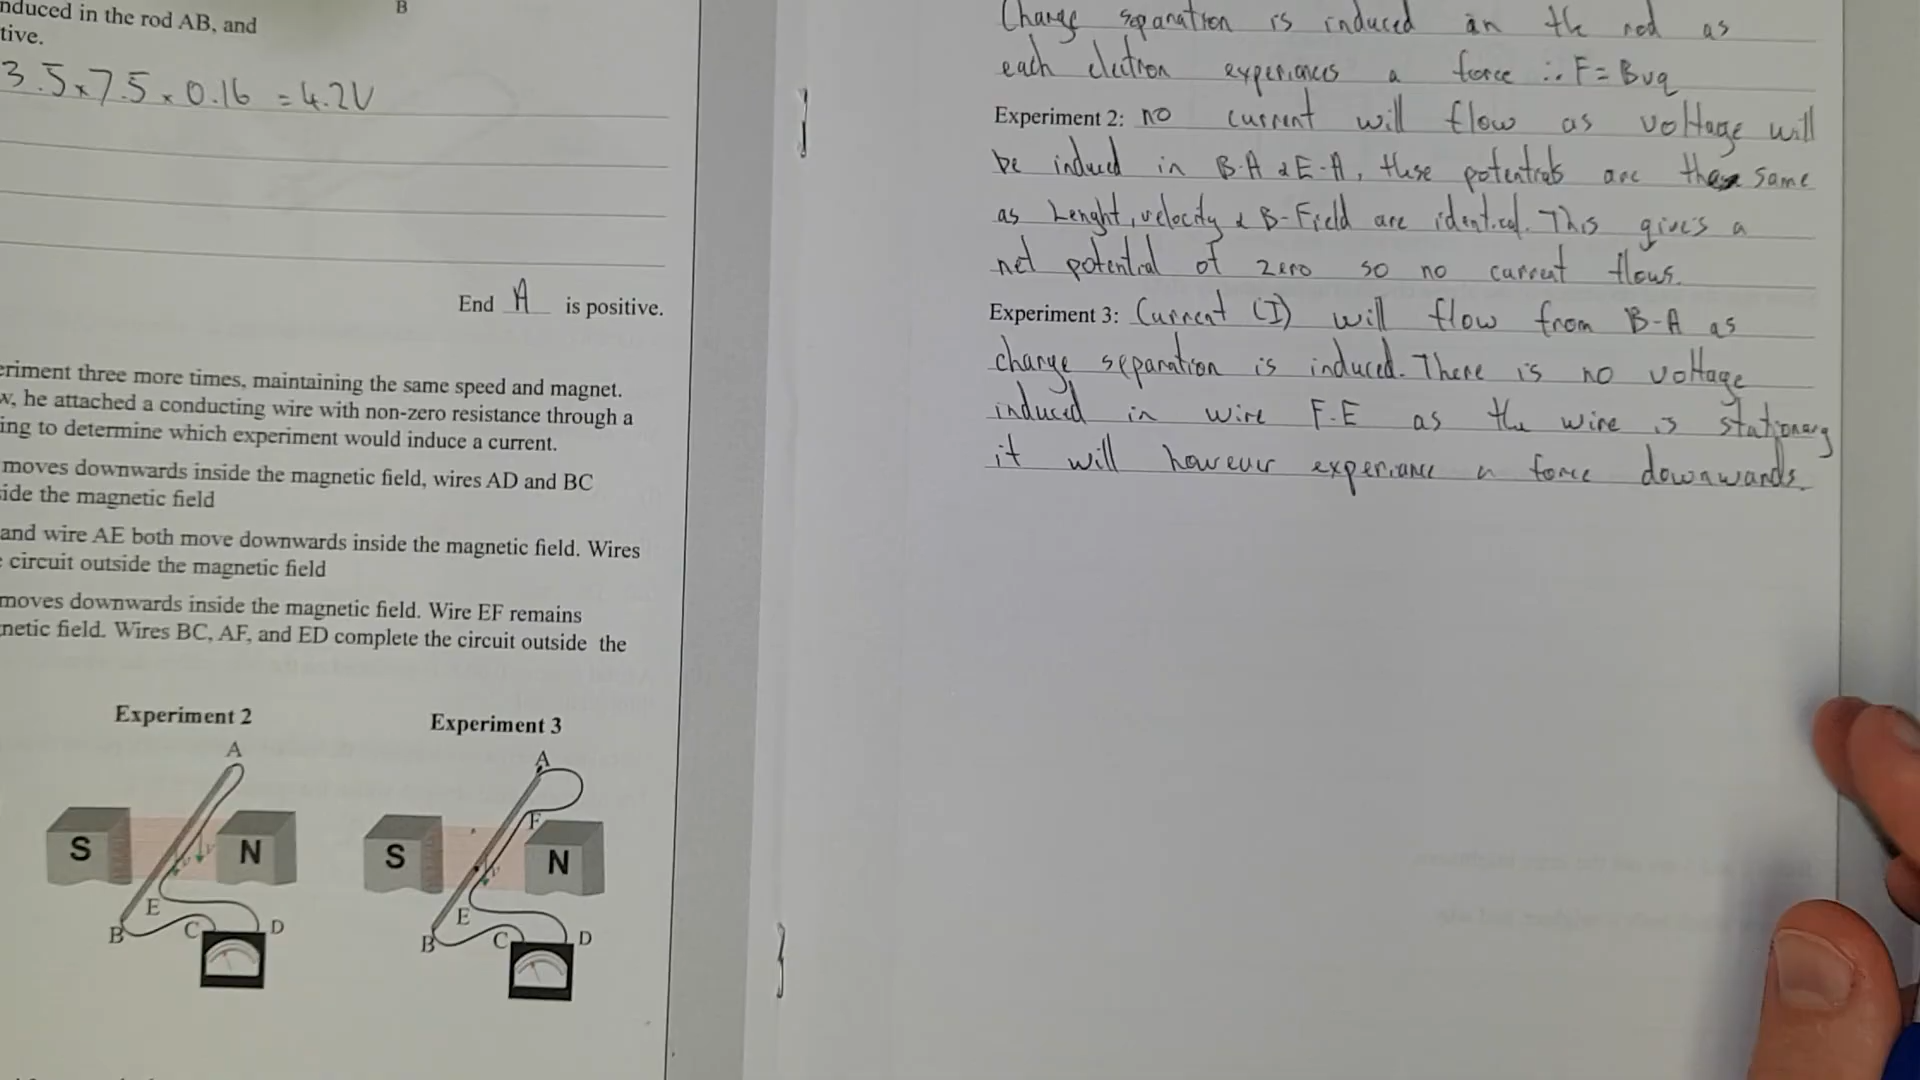 nduced in the rod AB, and
tive.
3.5 x 7.5 x 0.16 = 4.2V
End A is positive.
eriment three more times, maintaining the same speed and magnet.
w, he attached a conducting wire with non-zero resistance through a
ing to determine which experiment would induce a current.
moves downwards inside the magnetic field, wires AD and BC
ide the magnetic field
and wire AE both move downwards inside the magnetic field. Wires
circuit outside the magnetic field
moves downwards inside the magnetic field. Wire EF remains
netic field. Wires BC, AF, and ED complete the circuit outside the
Experiment 2
A
S
N
E
B
C
D
Experiment 3
A
F
S
N
E
B
C
D
B
Charge separation is induced in the rod as
each electron experiances a force ∴ F = Bvq
Experiment 2: no current will flow as voltage will
be induced in B-A & E-A, these potentials are the same
as Lenght, velocity & B-Field are identical. This gives a
net potential of zero so no current flows.
Experiment 3: Current (I) will flow from B-A as
charge separation is induced. There is no voltage
induced in wire F-E as the wire is stationary
it will however experiance a force downwards.